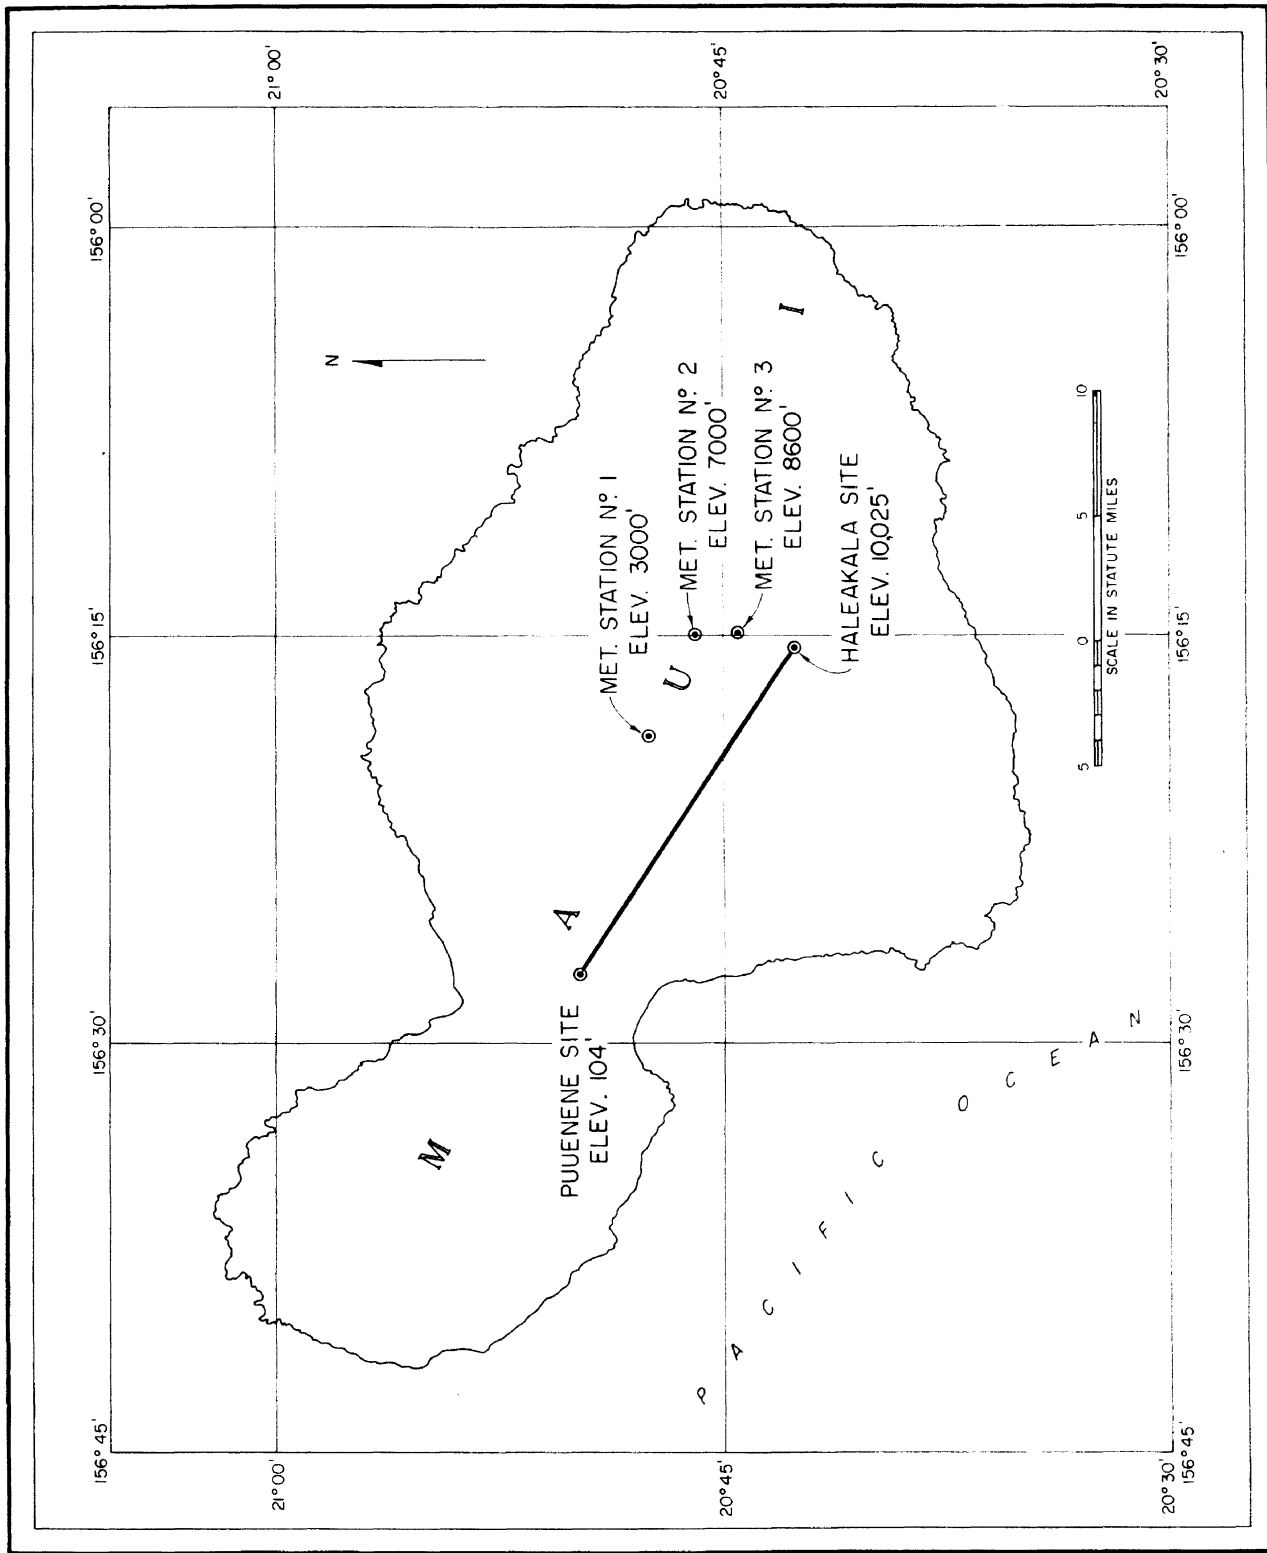 156° 45'
156° 30'
156° 15'
156° 00'
21° 00'
21° 00'
N
M
A
U
I
MET. STATION Nº. 1
ELEV. 3000'
PUUENENE SITE
ELEV. 104'
MET. STATION Nº. 2
ELEV. 7000'
20° 45'
20° 45'
MET. STATION Nº. 3
ELEV. 8600'
HALEAKALA SITE
ELEV. 10,025'
PACIFIC OCEAN
5 0 5 10
SCALE IN STATUTE MILES
20° 30'
20° 30'
156° 45'
156° 30'
156° 15'
156° 00'